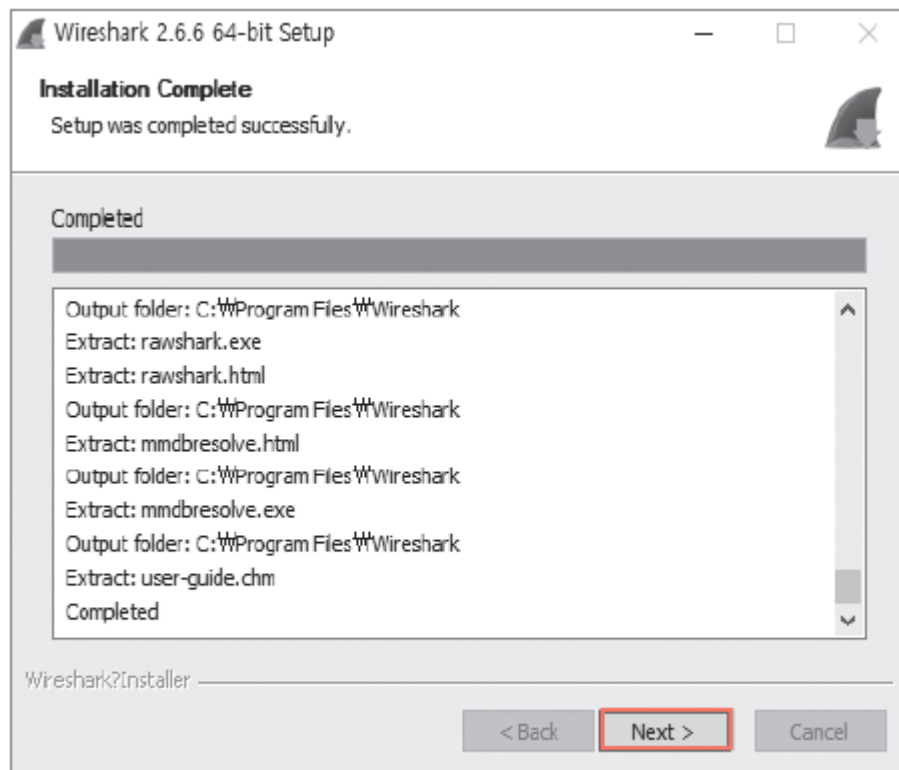 Wireshark 2.6.6 64-bit Setup
Installation Complete
Setup was completed successfully.
Completed
Output folder: C:₩Program Files₩Wireshark
Extract: rawshark.exe
Extract: rawshark.html
Output folder: C:₩Program Files₩Wireshark
Extract: mmdbresolve.html
Output folder: C:₩Program Files₩Wireshark
Extract: mmdbresolve.exe
Output folder: C:₩Program Files₩Wireshark
Extract: user-guide.chm
Completed
Wireshark?Installer
< Back Next > Cancel